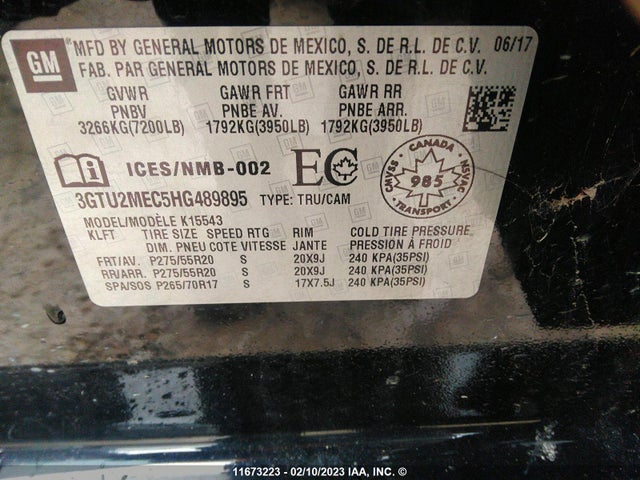 GM
MFD BY GENERAL MOTORS DE MEXICO, S. DE R.L. DE C.V. 06/17
FAB. PAR GENERAL MOTORS DE MEXICO, S. DE R.L. DE C.V.
GVWR GAWR FRT GAWR RR
PNBV PNBE AV. PNBE ARR.
3266KG(7200LB) 1792KG(3950LB) 1792KG(3950LB)
ICES/NMB-002 EC CANADA CMVSS 985 NSVAC TRANSPORT
3GTU2MEC5HG489895 TYPE: TRU/CAM
MODEL/MODÈLE K15543
KLFT TIRE SIZE SPEED RTG RIM COLD TIRE PRESSURE
DIM. PNEU COTE VITESSE JANTE PRESSION À FROID
FRT/AV P275/55R20 S 20X9J 240 KPA(35PSI)
RR/ARR. P275/55R20 S 20X9J 240 KPA(35PSI)
SPA/SOS P265/70R17 S 17X7.5J 240 KPA(35PSI)
11673223 -- 02/10/2023 IAA, INC. ©